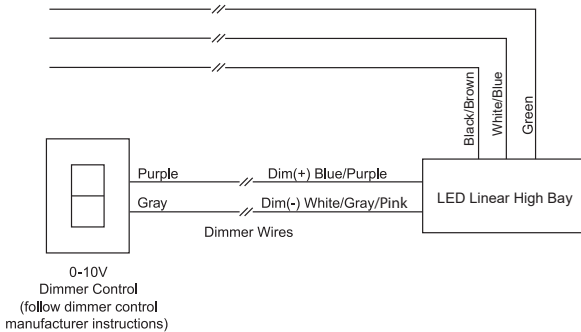 Black/Brown
White/Blue
Green
Purple
Dim(+) Blue/Purple
Gray
Dim(-) White/Gray/Pink
Dimmer Wires
LED Linear High Bay
0-10V
Dimmer Control
(follow dimmer control
manufacturer instructions)